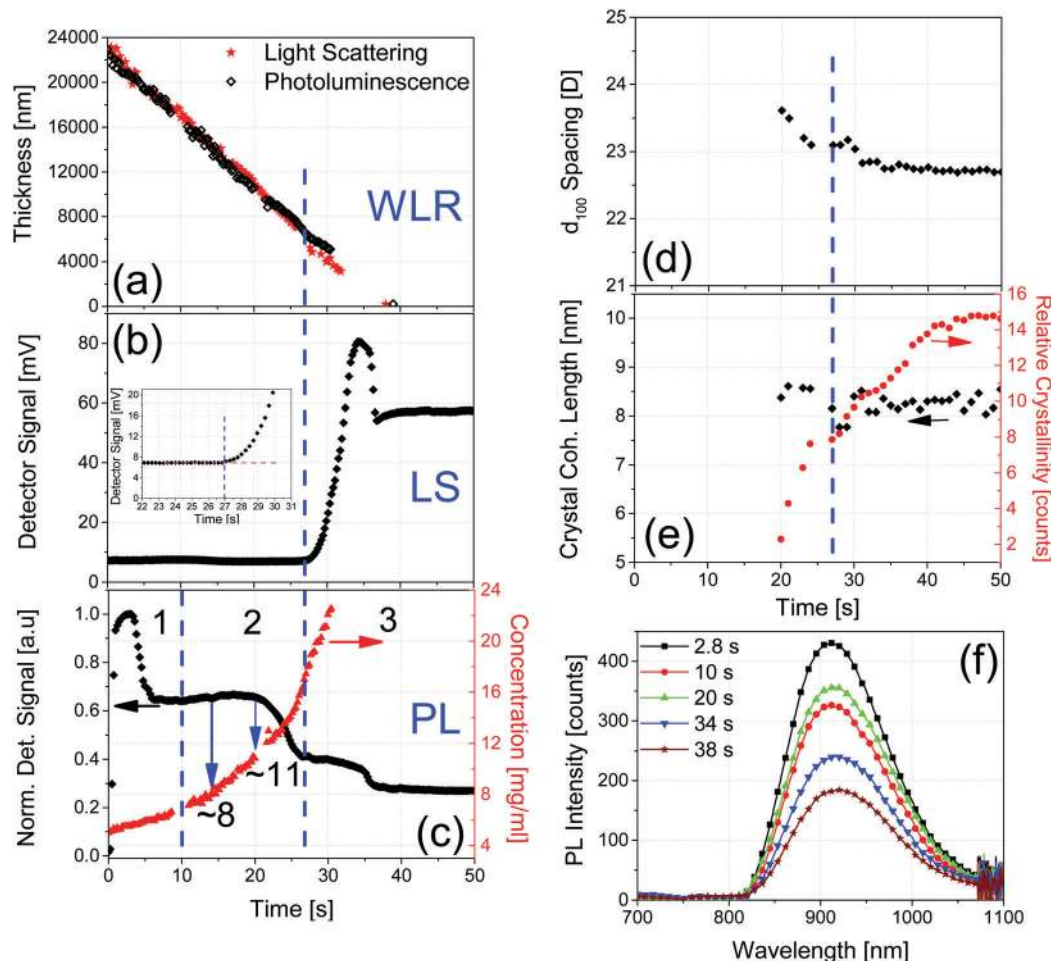 24000
20000
16000
12000
8000
4000
0
Thickness [nm]
Light Scattering
Photoluminescence
WLR
(a)
80
60
40
20
0
Detector Signal [mV]
(b)
LS
20
16
12
8
4
0
Detector Signal [mV]
22 23 24 25 26 27 28 29 30 31
Time [s]
1.0
0.8
0.6
0.4
0.2
0.0
Norm. Det. Signal [a.u]
1 2 3
PL
~8
~11
(c)
24
20
16
12
8
4
Concentration [mg/ml]
0 10 20 30 40 50
Time [s]
25
24
23
22
21
d100 Spacing [D]
(d)
10
9
8
7
6
5
Crystal Coh. Length [nm]
(e)
16
14
12
10
8
6
4
2
Relative Crystallinity [counts]
0 10 20 30 40 50
Time [s]
400
300
200
100
0
PL Intensity [counts]
2.8 s
10 s
20 s
34 s
38 s
(f)
700 800 900 1000 1100
Wavelength [nm]